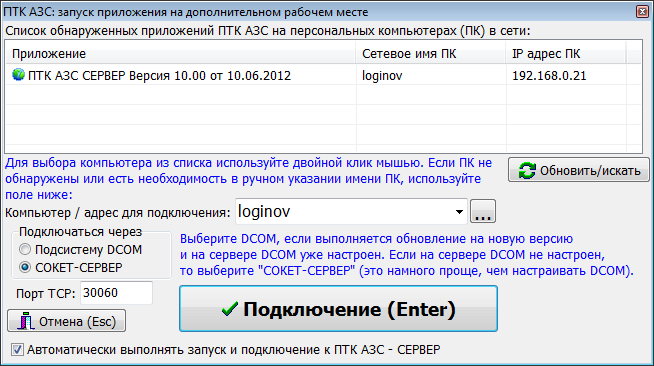 ПТК АЗС: запуск приложения на дополнительном рабочем месте
Список обнаруженных приложений ПТК АЗС на персональных компьютерах (ПК) в сети:
Приложение Сетевое имя ПК IP адрес ПК
ПТК АЗС СЕРВЕР Версия 10.00 от 10.06.2012 loginov 192.168.0.21
Для выбора компьютера из списка используйте двойной клик мышью. Если ПК не
обнаружены или есть необходимость в ручном указании имени ПК, используйте
поле ниже:
Обновить/искать
Компьютер / адрес для подключения: loginov ...
Подключаться через
Подсистему DCOM
СОКЕТ-СЕРВЕР
Выберите DCOM, если выполняется обновление на новую версию
и на сервере DCOM уже настроен. Если на сервере DCOM не настроен,
то выберите "СОКЕТ-СЕРВЕР" (это намного проще, чем настраивать DCOM).
Порт TCP: 30060
Подключение (Enter)
Отмена (Esc)
Автоматически выполнять запуск и подключение к ПТК АЗС - СЕРВЕР